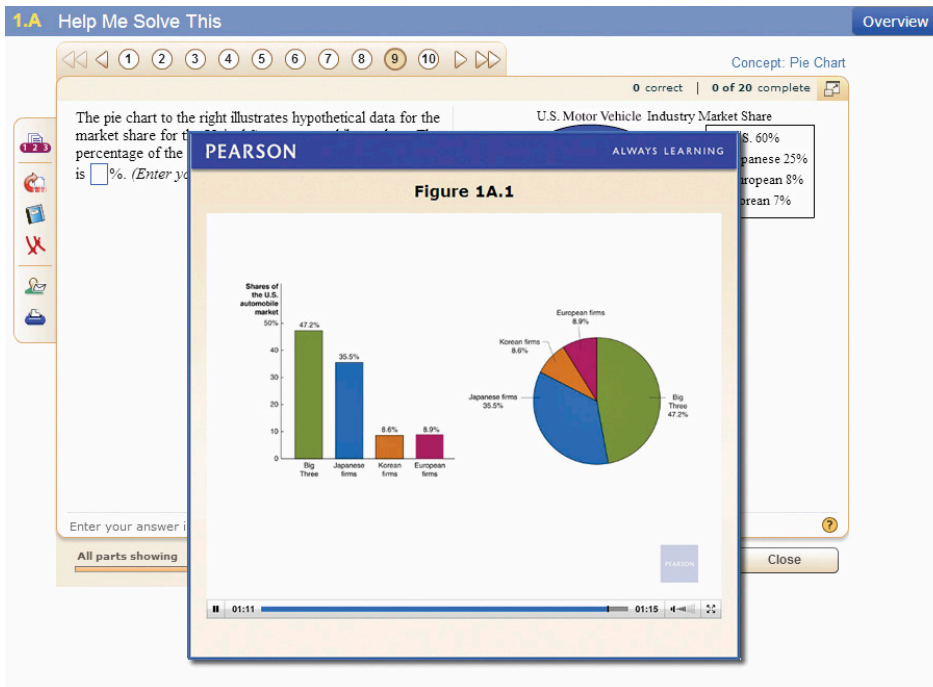 1.A Help Me Solve This
Overview
1 2 3 4 5 6 7 8 9 10
Concept: Pie Chart
0 correct | 0 of 20 complete
The pie chart to the right illustrates hypothetical data for the
market share for
percentage of the
is %. (Enter
U.S. Motor Vehicle Industry Market Share
S. 60%
panese 25%
uropean 8%
orean 7%
1 2 3
PEARSON
ALWAYS LEARNING
Figure 1A.1
Shares of
the U.S.
automobile
market
50%
40
30
20
10
0
47.2%
35.5%
8.6%
8.9%
Big
Three
Japanese
firms
Korean
firms
European
firms
European firms
8.9%
Korean firms
8.6%
Japanese firms
35.5%
Big
Three
47.2%
PEARSON
01:11
01:15
Enter your answer i
?
All parts showing
Close